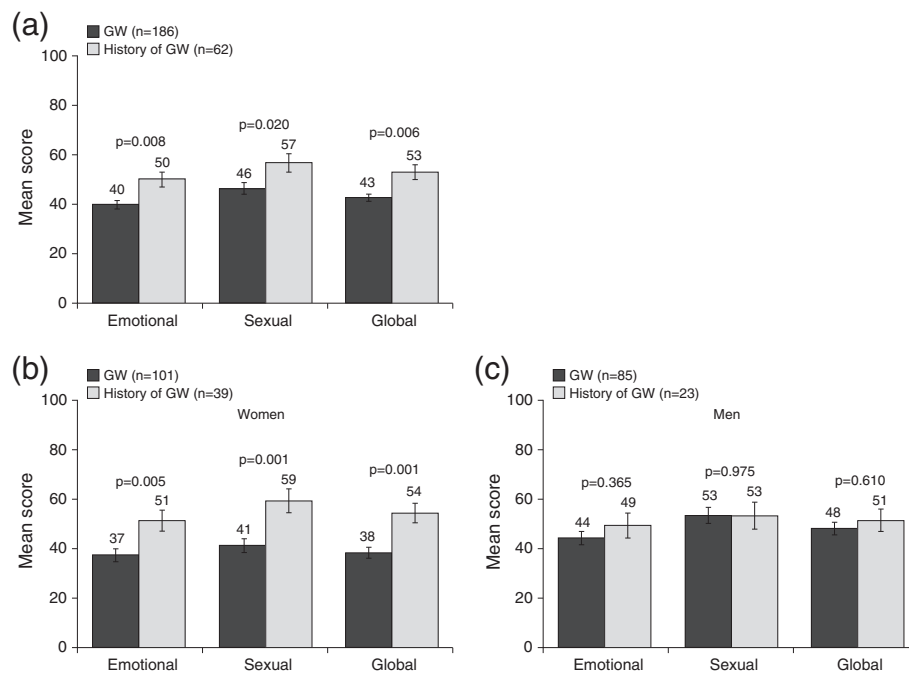 (a)
GW (n=186)
History of GW (n=62)
100
80
60
40
20
0
Mean score
p=0.008
40
50
p=0.020
46
57
p=0.006
43
53
Emotional Sexual Global
(b)
GW (n=101)
History of GW (n=39)
Women
100
80
60
40
20
0
Mean score
p=0.005
37
51
p=0.001
41
59
p=0.001
38
54
Emotional Sexual Global
(c)
GW (n=85)
History of GW (n=23)
Men
100
80
60
40
20
0
Mean score
p=0.365
44
49
p=0.975
53
53
p=0.610
48
51
Emotional Sexual Global